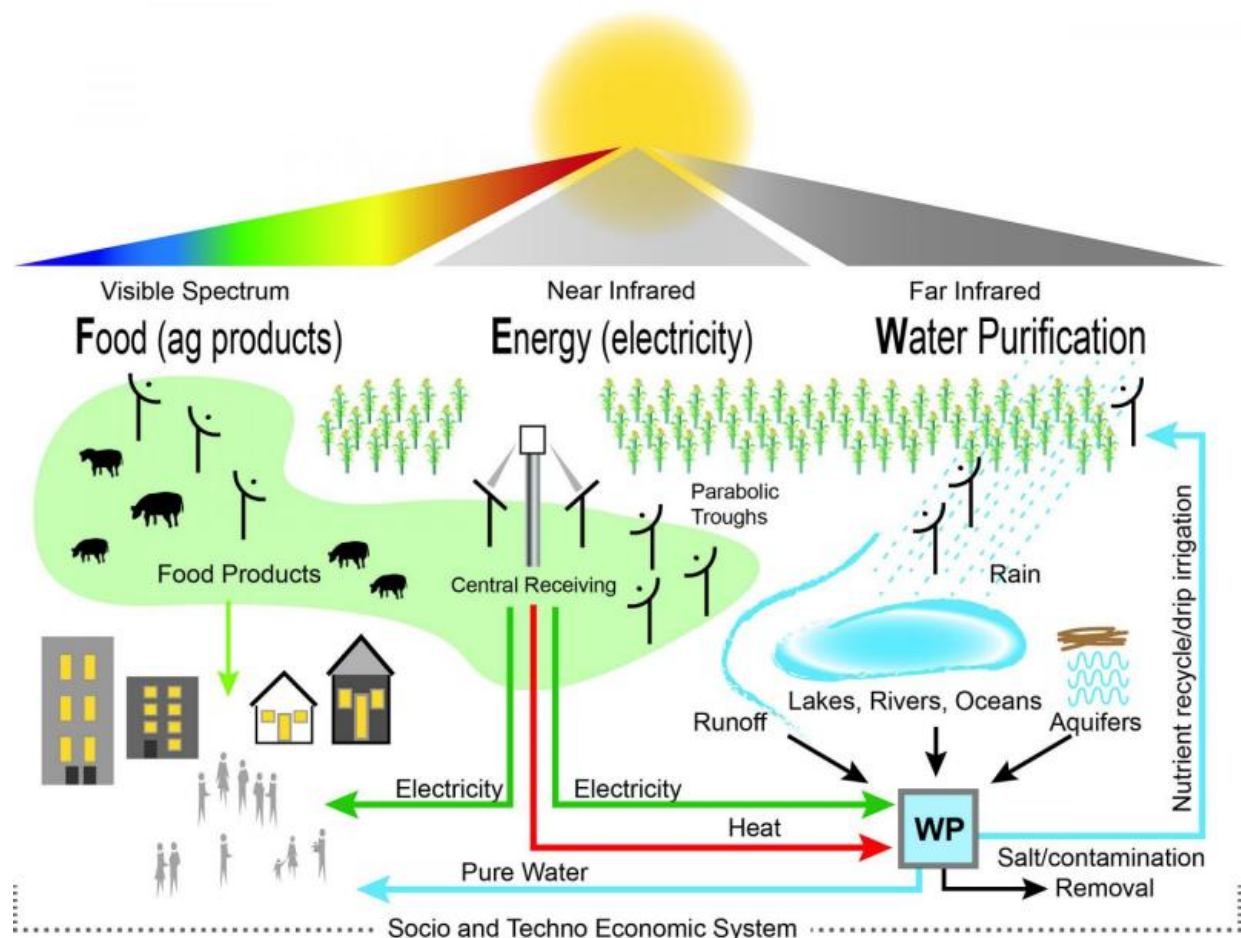 Visible Spectrum
Near Infrared
Far Infrared
Food (ag products)
Energy (electricity)
Water Purification
Parabolic
Troughs
Food Products
Central Receiving
Rain
Lakes, Rivers, Oceans
Runoff
Aquifers
Nutrient recycle/drip irrigation
Electricity
Electricity
WP
Heat
Salt/contamination
Removal
Pure Water
Socio and Techno Economic System